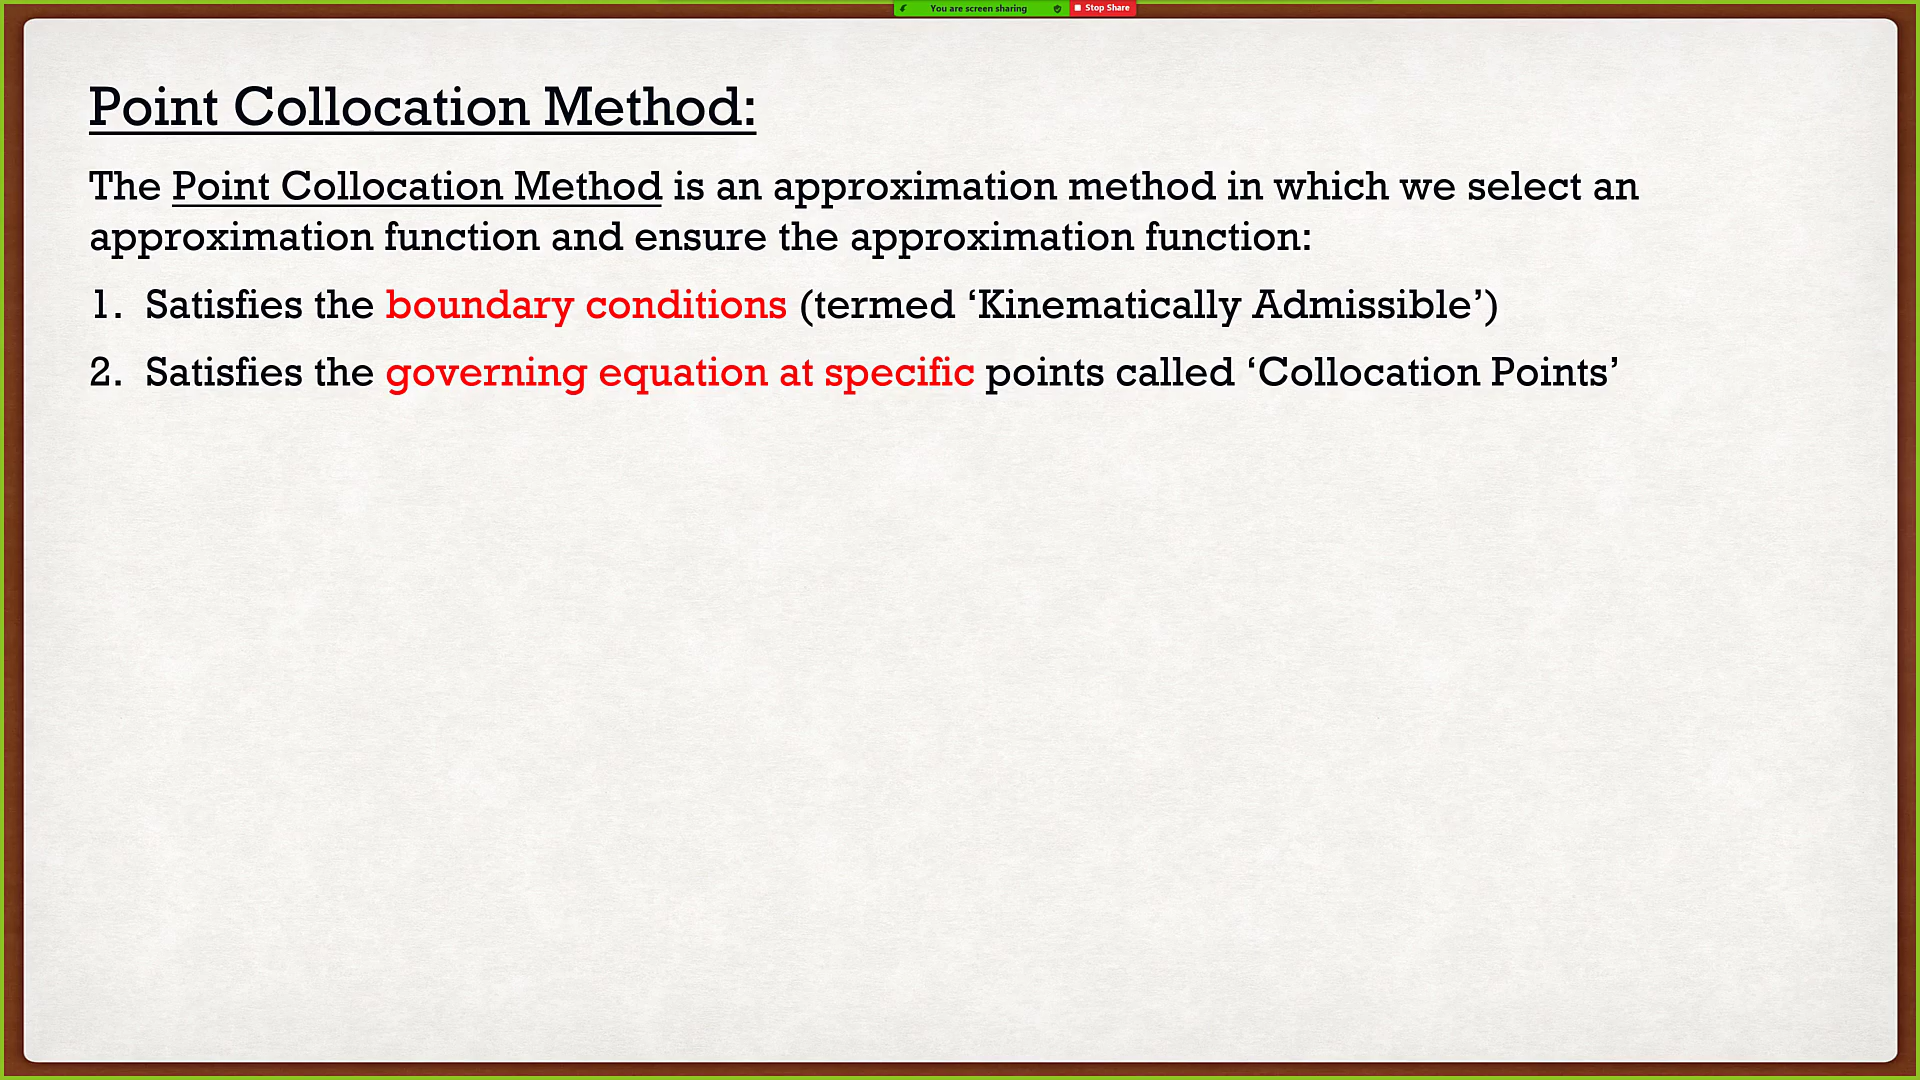 You are screen sharing
Stop Share
Point Collocation Method:
The Point Collocation Method is an approximation method in which we select an
approximation function and ensure the approximation function:
1. Satisfies the boundary conditions (termed ‘Kinematically Admissible’)
2. Satisfies the governing equation at specific points called ‘Collocation Points’